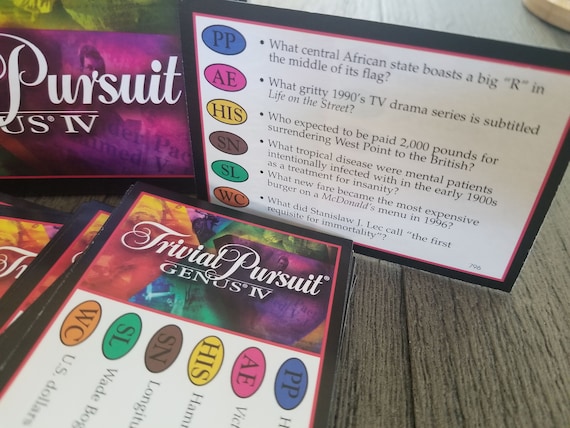 Pursuit
NUS® IV
PP
• What central African state boasts a big "R" in
the middle of its flag?
AE
• What gritty 1990's TV drama series is subtitled
Life on the Street?
HIS
• Who expected to be paid 2,000 pounds for
surrendering West Point to the British?
SN
• What tropical disease were mental patients
intentionally infected with in the early 1900s
as a treatment for insanity?
SL
• What new fare became the most expensive
burger on a McDonald's menu in 1996?
WC
• What did Stanislaw J. Lec call "the first
requisite for immortality"?
796
Trivial Pursuit®
GENUS® IV
PP
H
AE
Vic
HIS
Ham
SN
Longitu
SL
Wade Bog
WC
U.S. dollars